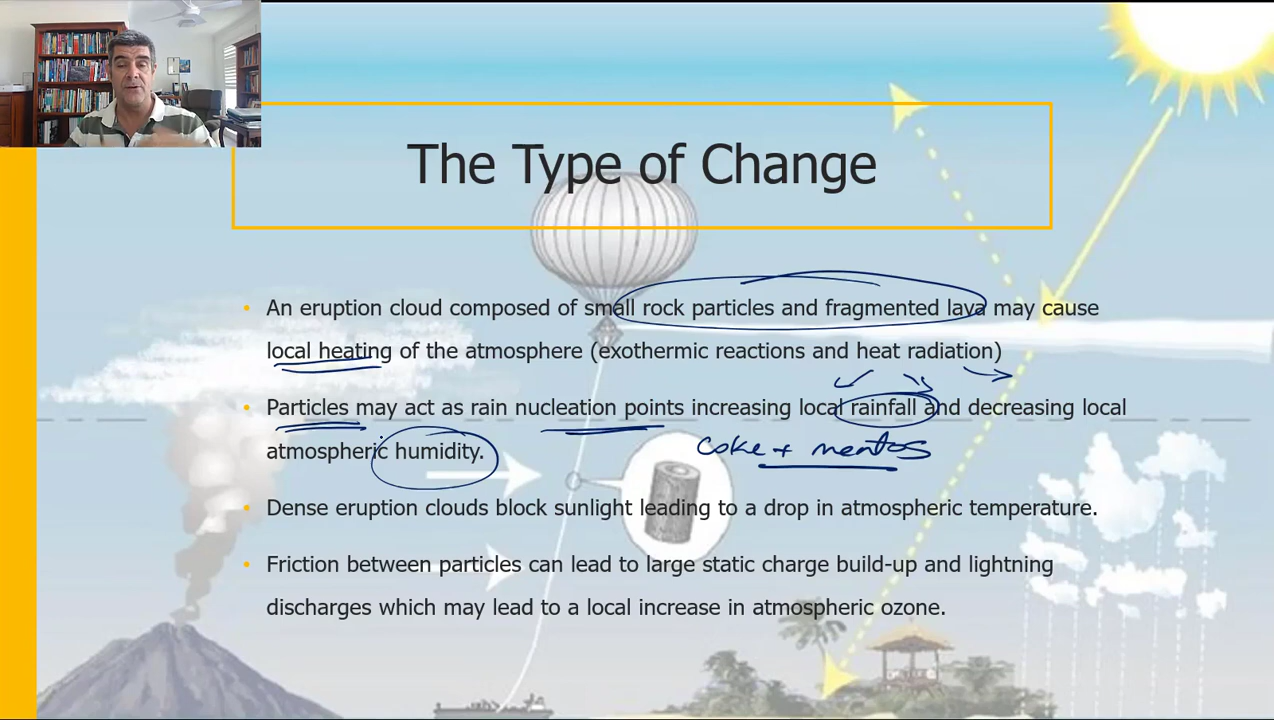 The Type of Change
• An eruption cloud composed of small rock particles and fragmented lava may cause
local heating of the atmosphere (exothermic reactions and heat radiation)
• Particles may act as rain nucleation points increasing local rainfall and decreasing local
atmospheric humidity.
coke + mentos
• Dense eruption clouds block sunlight leading to a drop in atmospheric temperature.
• Friction between particles can lead to large static charge build-up and lightning
discharges which may lead to a local increase in atmospheric ozone.